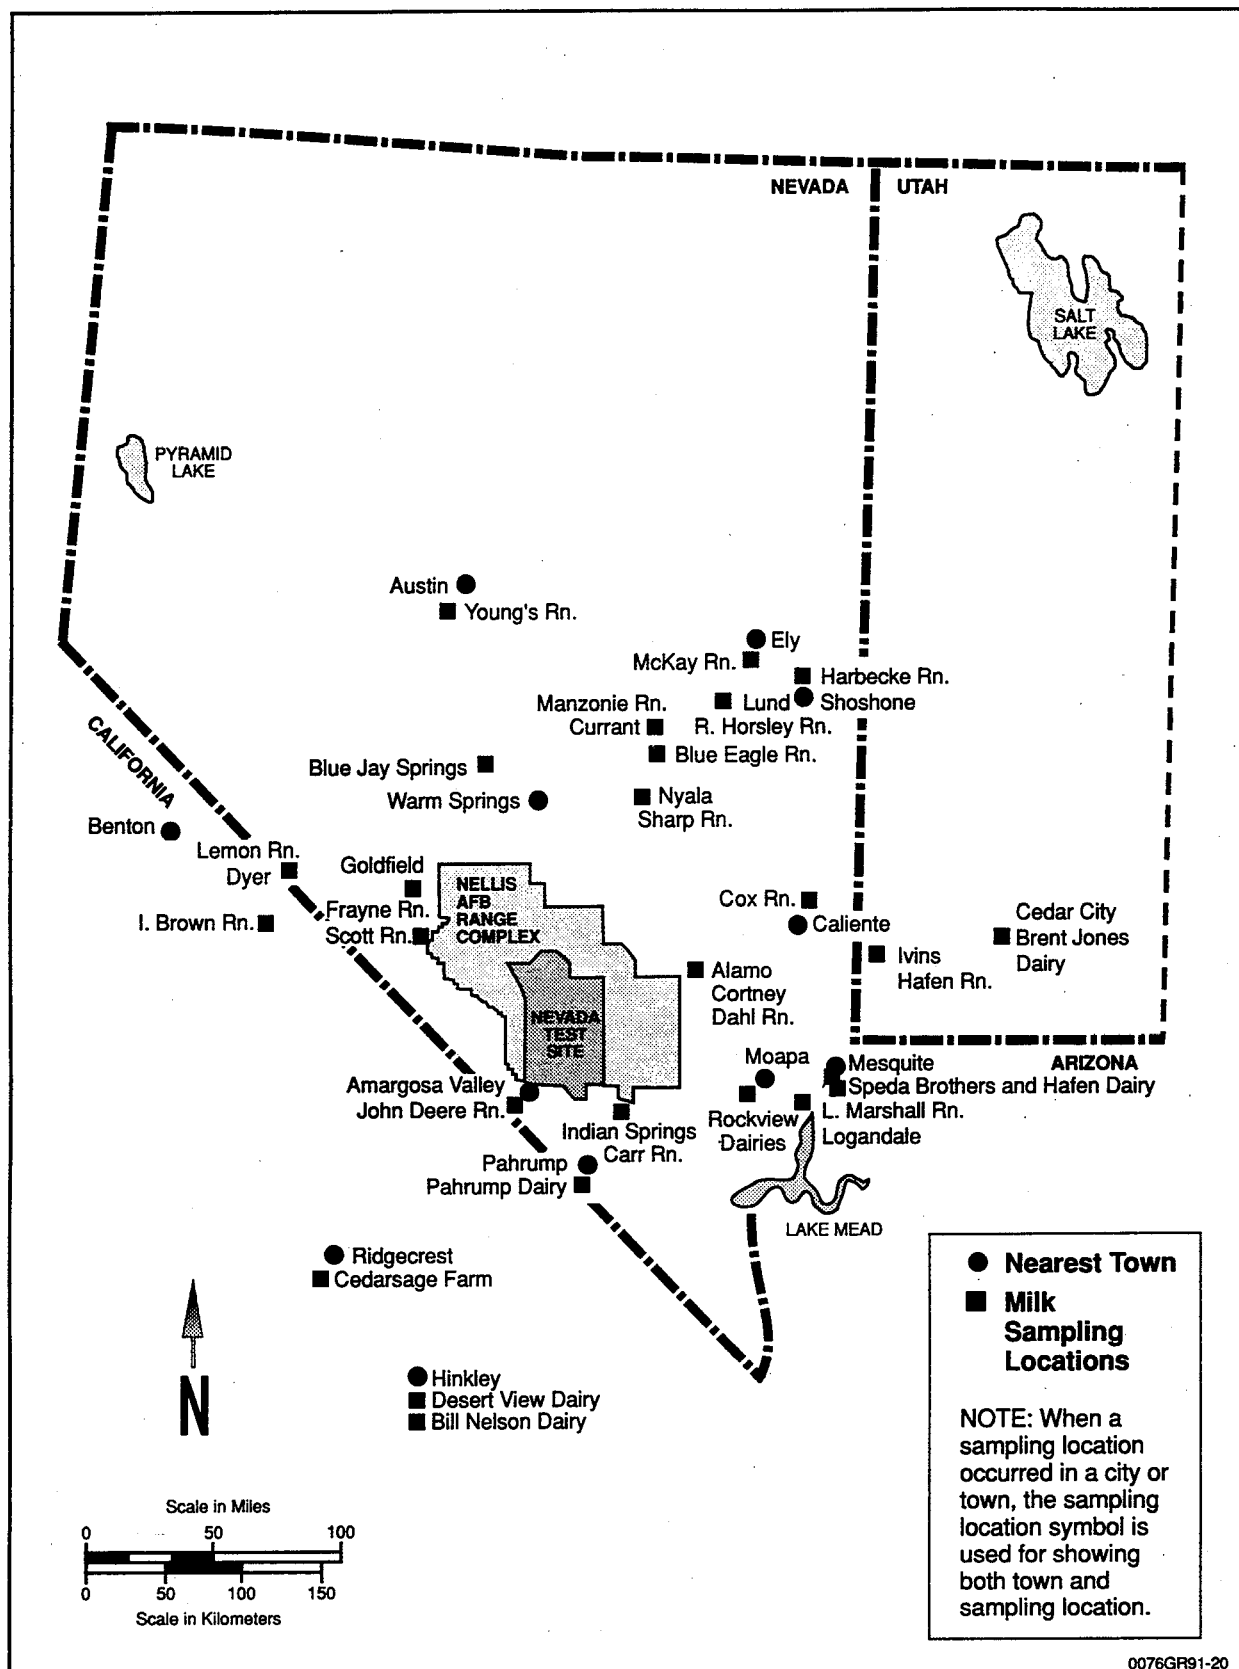 NEVADA
UTAH
SALT
LAKE
PYRAMID
LAKE
Austin
Young's Rn.
Ely
McKay Rn.
Harbecke Rn.
Manzonie Rn.
Lund
Shoshone
Currant
R. Horsley Rn.
Blue Eagle Rn.
CALIFORNIA
Blue Jay Springs
Warm Springs
Nyala
Sharp Rn.
Benton
Lemon Rn.
Dyer
Goldfield
NELLIS
AFB
RANGE
COMPLEX
I. Brown Rn.
Frayne Rn.
Scott Rn.
Cox Rn.
Caliente
Cedar City
Brent Jones
Dairy
Ivins
Hafen Rn.
Alamo
Cortney
Dahl Rn.
NEVADA
TEST
SITE
Moapa
Mesquite
ARIZONA
Amargosa Valley
Speda Brothers and Hafen Dairy
John Deere Rn.
Rockview
Dairies
L. Marshall Rn.
Logandale
Indian Springs
Carr Rn.
Pahrump
Pahrump Dairy
LAKE MEAD
Ridgecrest
Cedarsage Farm
Nearest Town
Milk
Sampling
Locations
N
Hinkley
Desert View Dairy
Bill Nelson Dairy
NOTE: When a
sampling location
occurred in a city or
town, the sampling
location symbol is
used for showing
both town and
sampling location.
Scale in Miles
0 50 100
0 50 100 150
Scale in Kilometers
0076GR91-20